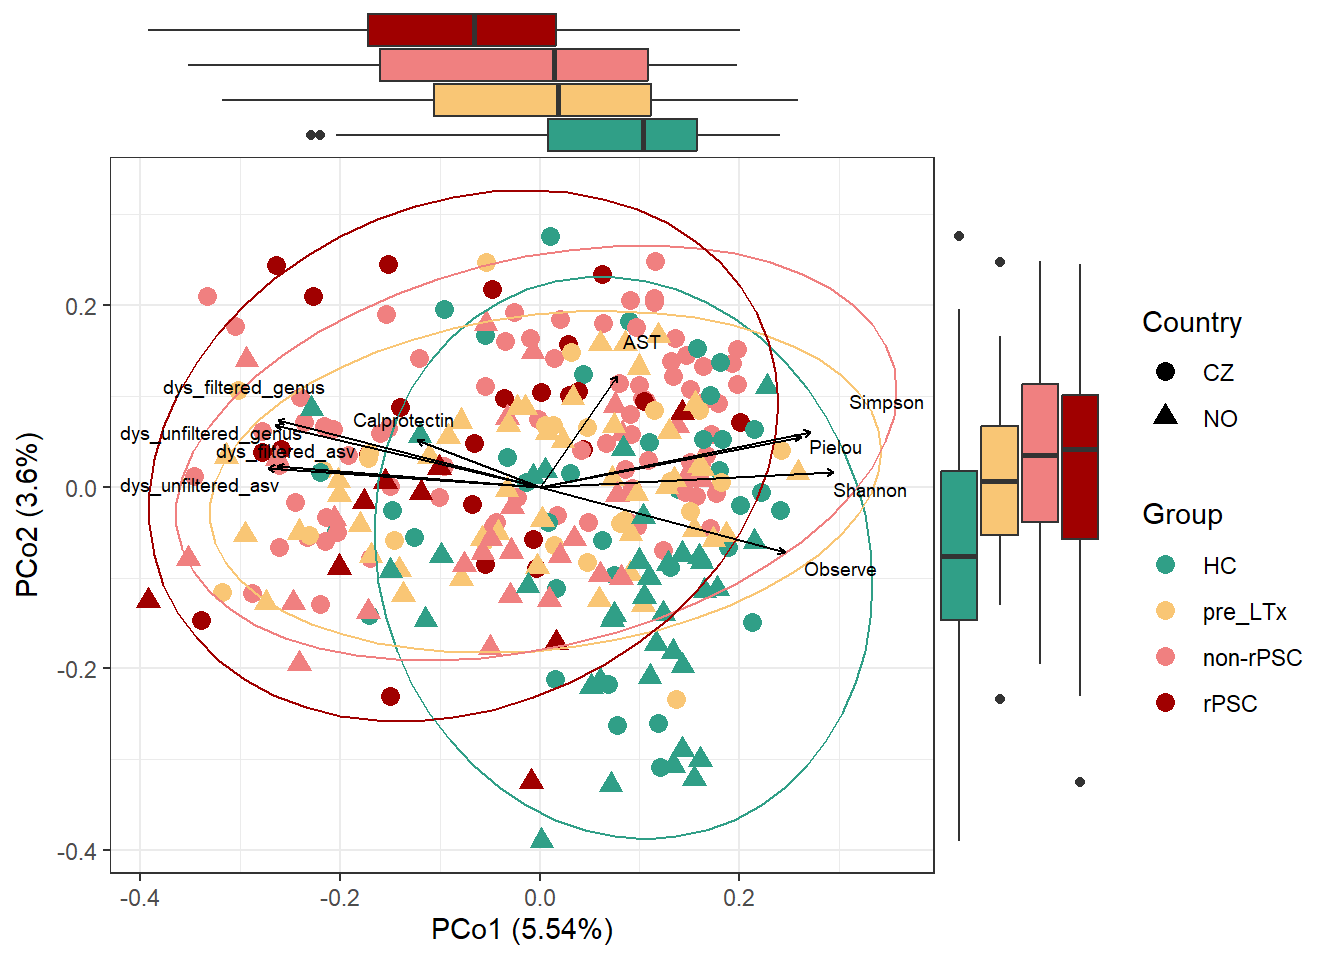 0.2
0.0
-0.2
-0.4
PCo2 (3.6%)
AST
dys_filtered_genus
Simpson
Calprotectin
dys_unfiltered_genus
Pielou
dys_filtered_asv
dys_unfiltered_asv
Shannon
Observe
-0.4
-0.2
0.0
0.2
PCo1 (5.54%)
Country
CZ
NO
Group
HC
pre_LTx
non-rPSC
rPSC